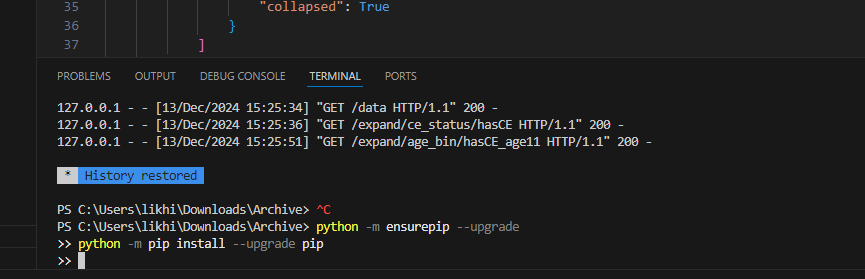 35 "collapsed": True
36 }
37 ]
PROBLEMS OUTPUT DEBUG CONSOLE TERMINAL PORTS
127.0.0.1 - - [13/Dec/2024 15:25:34] "GET /data HTTP/1.1" 200 -
127.0.0.1 - - [13/Dec/2024 15:25:36] "GET /expand/ce_status/hasCE HTTP/1.1" 200 -
127.0.0.1 - - [13/Dec/2024 15:25:51] "GET /expand/age_bin/hasCE_age11 HTTP/1.1" 200 -
* History restored
PS C:\Users\likhi\Downloads\Archive> ^C
PS C:\Users\likhi\Downloads\Archive> python -m ensurepip --upgrade
>> python -m pip install --upgrade pip
>>